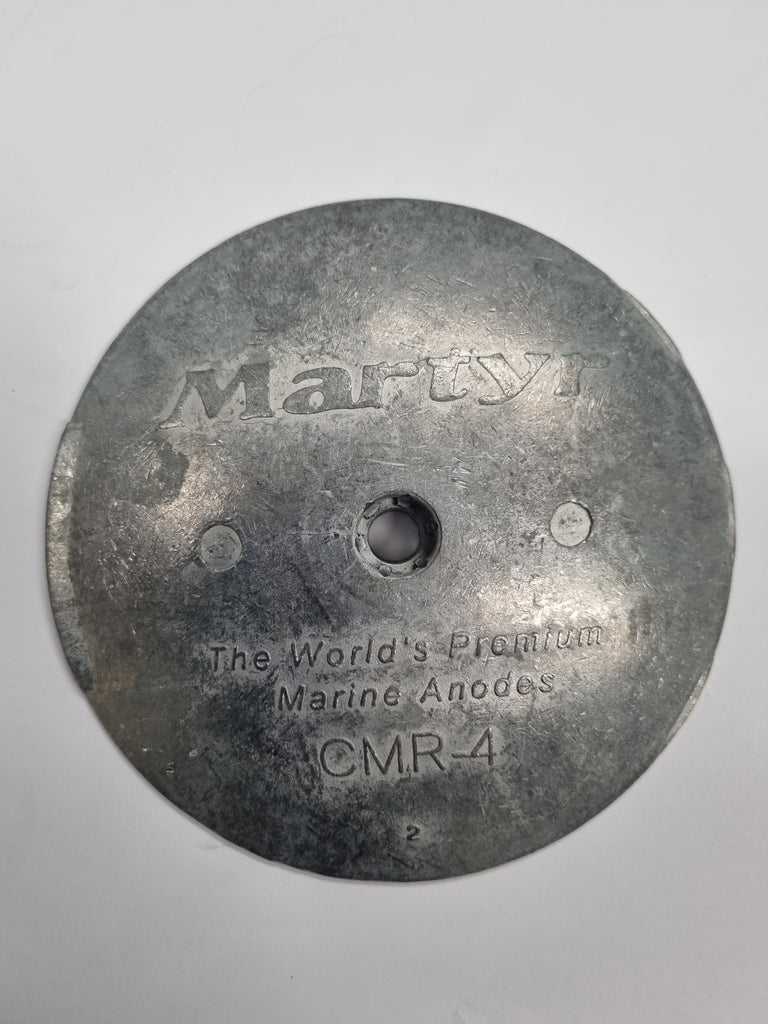 Martyr
The World's Premium
Marine Anodes
CMR-4
2